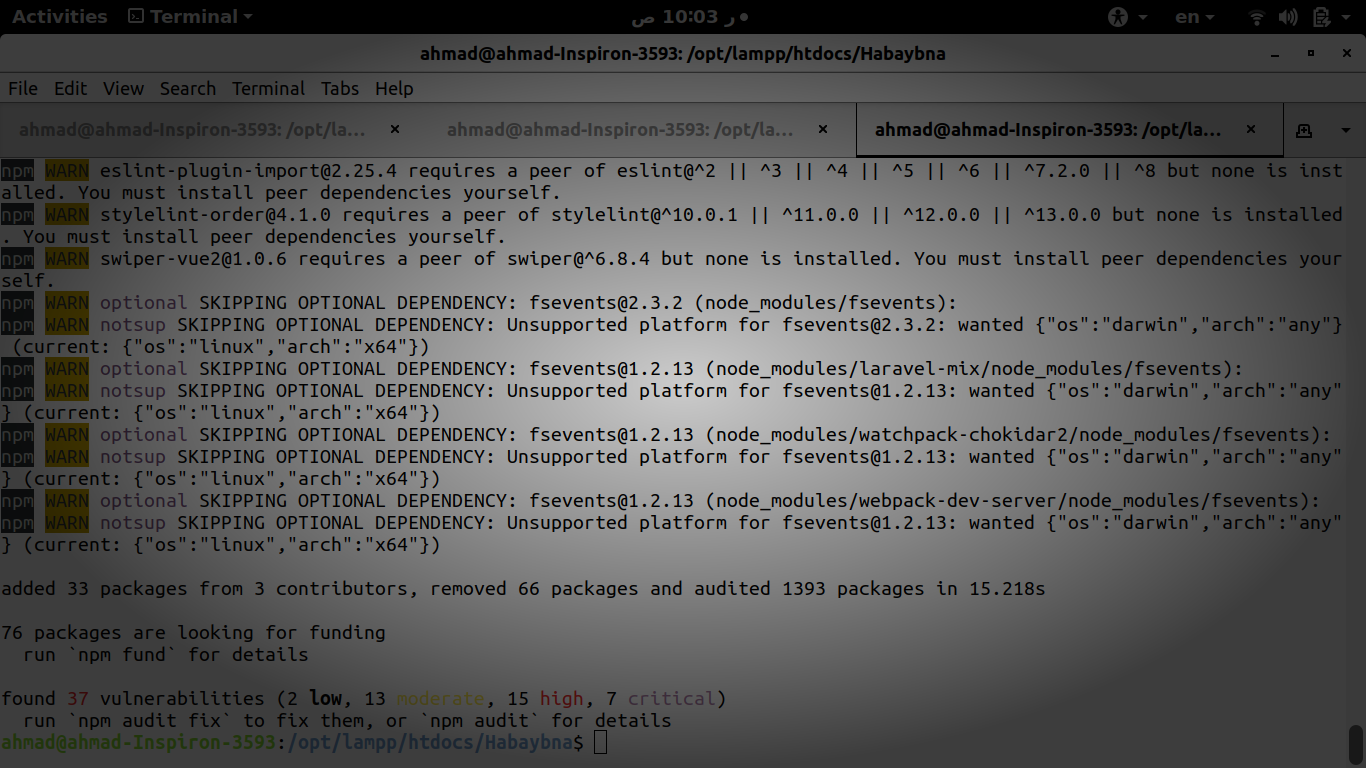 Activities Terminal ر 10:03 ص en
ahmad@ahmad-Inspiron-3593: /opt/lampp/htdocs/Habaybna
File Edit View Search Terminal Tabs Help
ahmad@ahmad-Inspiron-3593: /opt/la... × ahmad@ahmad-Inspiron-3593: /opt/la... × ahmad@ahmad-Inspiron-3593: /opt/la... ×
npm WARN eslint-plugin-import@2.25.4 requires a peer of eslint@^2 || ^3 || ^4 || ^5 || ^6 || ^7.2.0 || ^8 but none is inst
alled. You must install peer dependencies yourself.
npm WARN stylelint-order@4.1.0 requires a peer of stylelint@^10.0.1 || ^11.0.0 || ^12.0.0 || ^13.0.0 but none is installed
. You must install peer dependencies yourself.
npm WARN swiper-vue2@1.0.6 requires a peer of swiper@^6.8.4 but none is installed. You must install peer dependencies your
self.
npm WARN optional SKIPPING OPTIONAL DEPENDENCY: fsevents@2.3.2 (node_modules/fsevents):
npm WARN notsup SKIPPING OPTIONAL DEPENDENCY: Unsupported platform for fsevents@2.3.2: wanted {"os":"darwin","arch":"any"}
(current: {"os":"linux","arch":"x64"})
npm WARN optional SKIPPING OPTIONAL DEPENDENCY: fsevents@1.2.13 (node_modules/laravel-mix/node_modules/fsevents):
npm WARN notsup SKIPPING OPTIONAL DEPENDENCY: Unsupported platform for fsevents@1.2.13: wanted {"os":"darwin","arch":"any"
} (current: {"os":"linux","arch":"x64"})
npm WARN optional SKIPPING OPTIONAL DEPENDENCY: fsevents@1.2.13 (node_modules/watchpack-chokidar2/node_modules/fsevents):
npm WARN notsup SKIPPING OPTIONAL DEPENDENCY: Unsupported platform for fsevents@1.2.13: wanted {"os":"darwin","arch":"any"
} (current: {"os":"linux","arch":"x64"})
npm WARN optional SKIPPING OPTIONAL DEPENDENCY: fsevents@1.2.13 (node_modules/webpack-dev-server/node_modules/fsevents):
npm WARN notsup SKIPPING OPTIONAL DEPENDENCY: Unsupported platform for fsevents@1.2.13: wanted {"os":"darwin","arch":"any"
} (current: {"os":"linux","arch":"x64"})
added 33 packages from 3 contributors, removed 66 packages and audited 1393 packages in 15.218s
76 packages are looking for funding
run `npm fund` for details
found 37 vulnerabilities (2 low, 13 moderate, 15 high, 7 critical)
run `npm audit fix` to fix them, or `npm audit` for details
ahmad@ahmad-Inspiron-3593:/opt/lampp/htdocs/Habaybna$